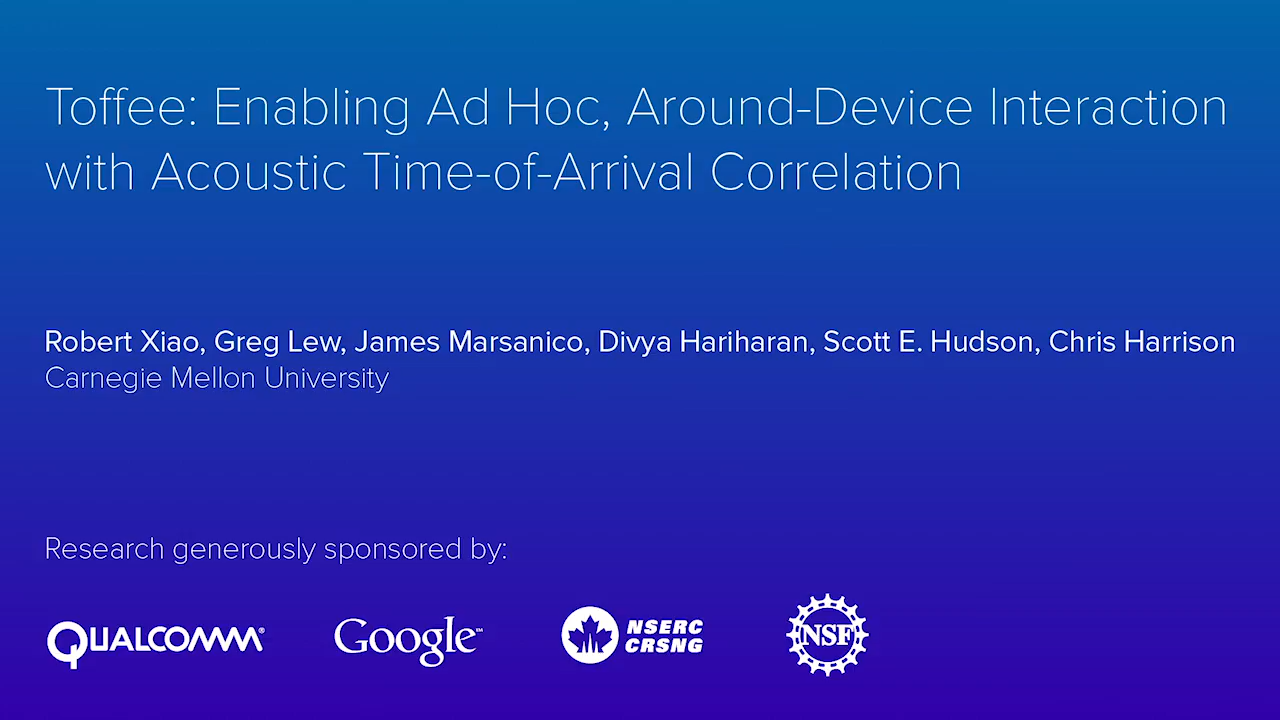 Toffee: Enabling Ad Hoc, Around-Device Interaction
with Acoustic Time-of-Arrival Correlation
Robert Xiao, Greg Lew, James Marsanico, Divya Hariharan, Scott E. Hudson, Chris Harrison
Carnegie Mellon University
Research generously sponsored by:
QUALCOMM® Google™ NSERC NSF
CRSNG